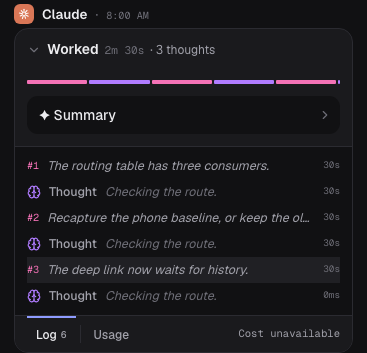 Claude · 8:00 AM
Worked 2m 30s · 3 thoughts
Summary
#1 The routing table has three consumers. 30s
Thought Checking the route. 30s
#2 Recapture the phone baseline, or keep the ol… 30s
Thought Checking the route. 30s
#3 The deep link now waits for history. 30s
Thought Checking the route. 0ms
Log 6 Usage Cost unavailable